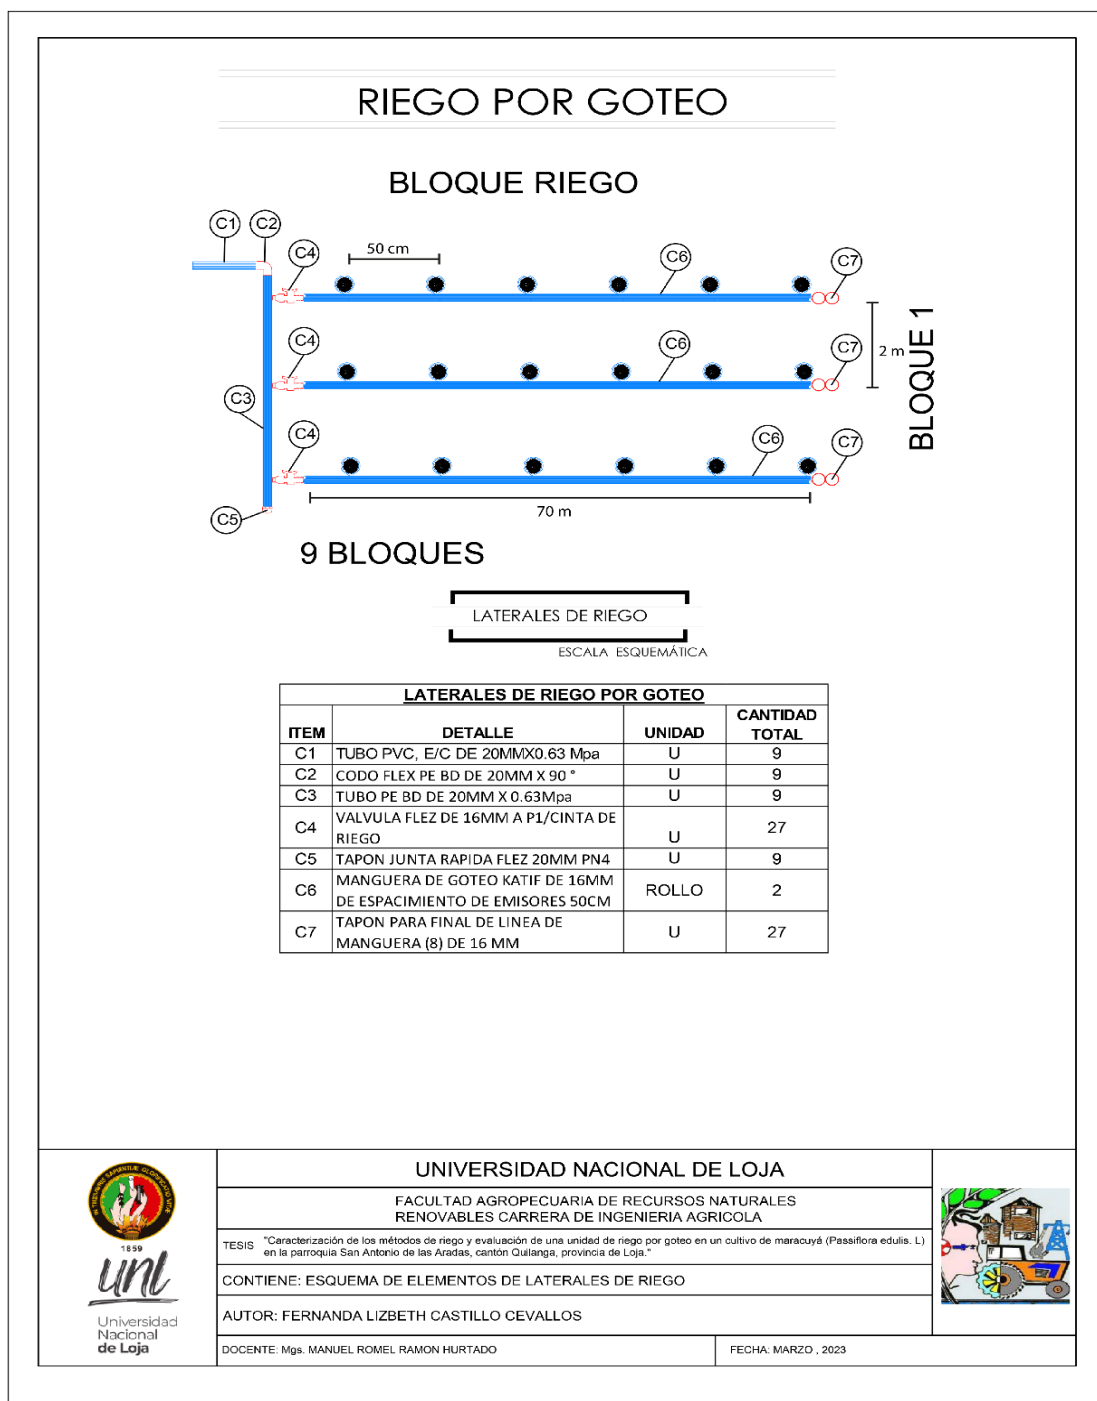 RIEGO POR GOTEO
BLOQUE RIEGO
C1
C2
C4
50 cm
C6
C7
C4
C6
C7
2 m
BLOQUE 1
C3
C4
C6
C7
C5
70 m
9 BLOQUES
LATERALES DE RIEGO
ESCALA ESQUEMÁTICA
LATERALES DE RIEGO POR GOTEO
ITEM DETALLE UNIDAD CANTIDAD TOTAL
C1 TUBO PVC, E/C DE 20MMX0.63 Mpa U 9
C2 CODO FLEX PE BD DE 20MM X 90 ° U 9
C3 TUBO PE BD DE 20MM X 0.63Mpa U 9
C4 VALVULA FLEZ DE 16MM A P1/CINTA DE RIEGO U 27
C5 TAPON JUNTA RAPIDA FLEZ 20MM PN4 U 9
C6 MANGUERA DE GOTEO KATIF DE 16MM DE ESPACIMIENTO DE EMISORES 50CM ROLLO 2
C7 TAPON PARA FINAL DE LINEA DE MANGUERA (8) DE 16 MM U 27
1859
unl
Universidad
Nacional
de Loja
UNIVERSIDAD NACIONAL DE LOJA
FACULTAD AGROPECUARIA DE RECURSOS NATURALES
RENOVABLES CARRERA DE INGENIERIA AGRICOLA
TESIS "Caracterización de los métodos de riego y evaluación de una unidad de riego por goteo en un cultivo de maracuyá (Passiflora edulis. L)
en la parroquia San Antonio de las Aradas, cantón Quilanga, provincia de Loja."
CONTIENE: ESQUEMA DE ELEMENTOS DE LATERALES DE RIEGO
AUTOR: FERNANDA LIZBETH CASTILLO CEVALLOS
DOCENTE: Mgs. MANUEL ROMEL RAMON HURTADO
FECHA: MARZO , 2023